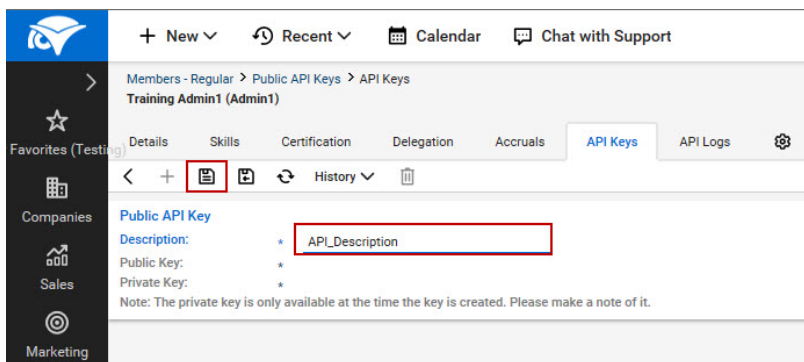 New Recent Calendar Chat with Support
Members - Regular > Public API Keys > API Keys
Training Admin1 (Admin1)
Favorites (Testing)
Details Skills Certification Delegation Accruals API Keys API Logs
History
Companies
Public API Key
Description: * API_Description
Public Key: *
Private Key: *
Note: The private key is only available at the time the key is created. Please make a note of it.
Sales
Marketing